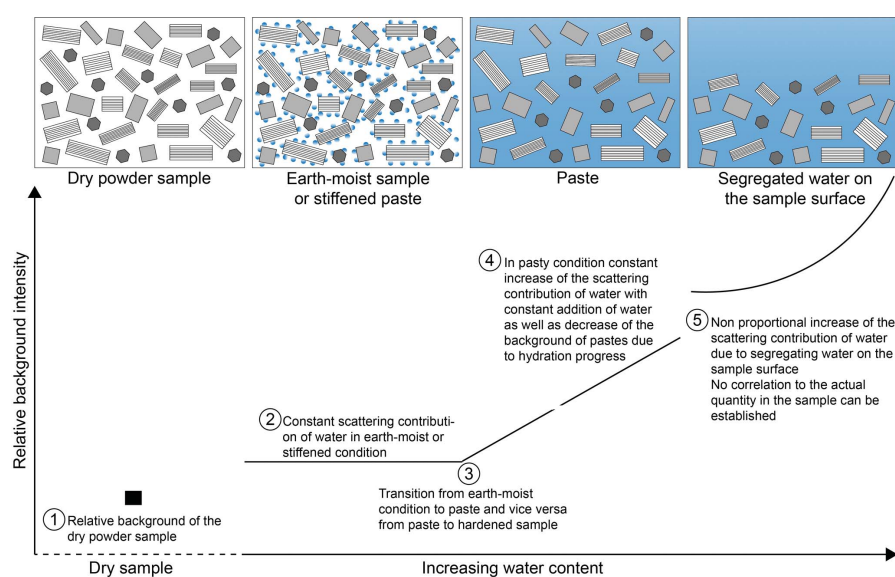 Dry powder sample
Earth-moist sample
or stiffened paste
Paste
Segregated water on
the sample surface
Relative background intensity
4
In pasty condition constant
increase of the scattering
contribution of water with
constant addition of water
as well as decrease of the
background of pastes due
to hydration progress
5
Non proportional increase of the
scattering contribution of water
due to segregating water on the
sample surface
No correlation to the actual
quantity in the sample can be
established
2
Constant scattering contributi-
on of water in earth-moist or
stiffened condition
3
Transition from earth-moist
condition to paste and vice versa
from paste to hardened sample
1
Relative background of the
dry powder sample
Dry sample
Increasing water content